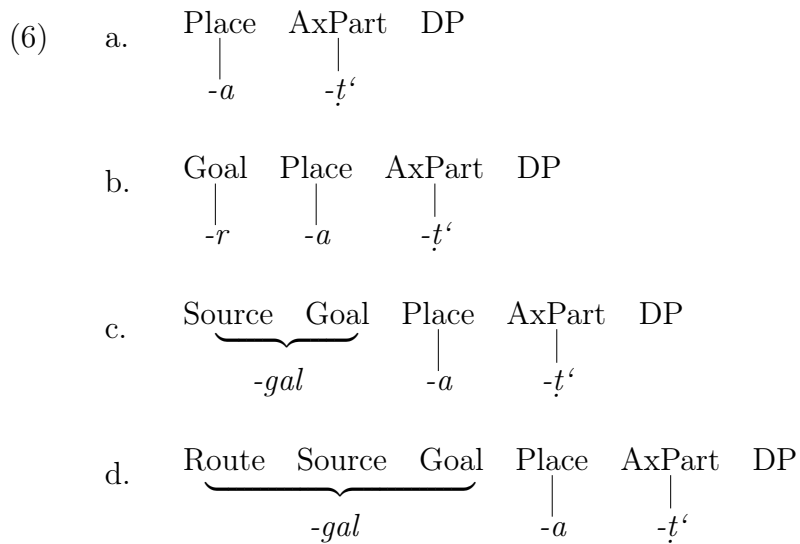 (6) a. Place AxPart DP
-a -ṭ‘
b. Goal Place AxPart DP
-r -a -ṭ‘
c. Source Goal Place AxPart DP
-gal -a -ṭ‘
d. Route Source Goal Place AxPart DP
-gal -a -ṭ‘